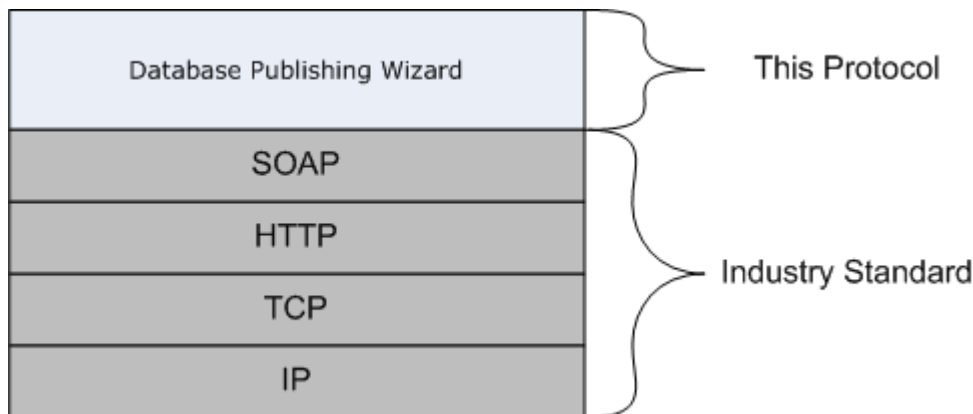 Database Publishing Wizard
This Protocol
SOAP
HTTP
TCP
IP
Industry Standard